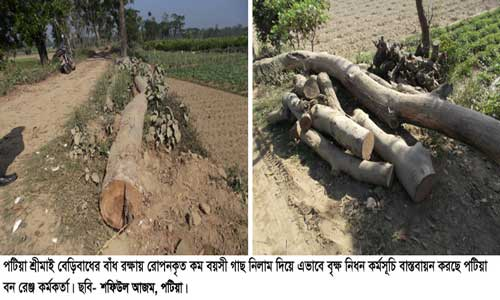 পটিয়া শ্রীমাই বেড়িবাধের বাঁধ রক্ষায় রোপনকৃত কম বয়সী গাছ নিলাম দিয়ে এভাবে বৃক্ষ নিধন কর্মসূচি বাস্তবায়ন করছে পটিয়া
বন রেঞ্জ কর্মকর্তা। ছবি- শফিউল আজম, পটিয়া।